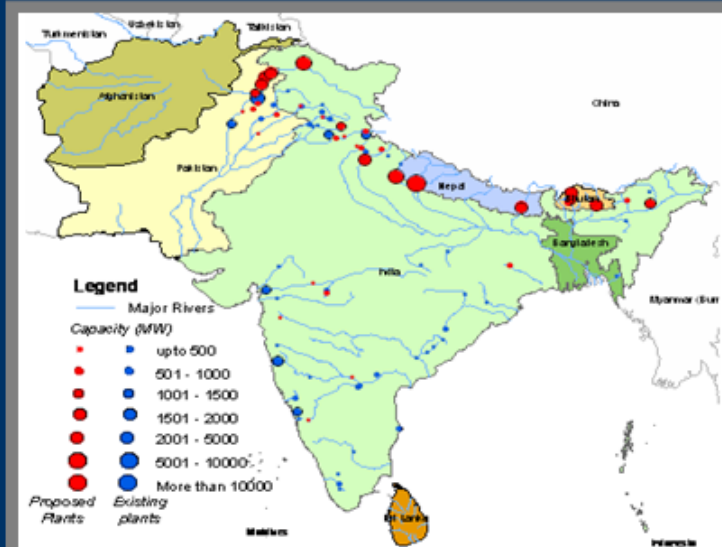 Uzbekistan
Tajikistan
Turkmenistan
Afghanistan
China
Pakistan
Nepal
Bhutan
Bangladesh
India
Myanmar (Burm
Legend
Major Rivers
Capacity (MW)
upto 500
501 - 1000
1001 - 1500
1501 - 2000
2001 - 5000
5001 - 10000
More than 10000
Proposed Existing
Plants plants
Sri Lanka
Maldives
Indonesia